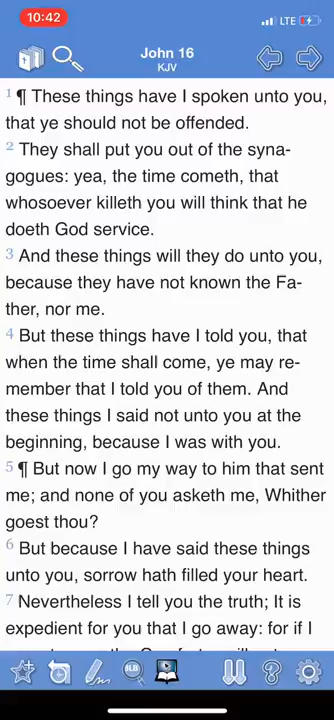 10:42
LTE
John 16
KJV
1 ¶ These things have I spoken unto you,
that ye should not be offended.
2 They shall put you out of the syna-
gogues: yea, the time cometh, that
whosoever killeth you will think that he
doeth God service.
3 And these things will they do unto you,
because they have not known the Fa-
ther, nor me.
4 But these things have I told you, that
when the time shall come, ye may re-
member that I told you of them. And
these things I said not unto you at the
beginning, because I was with you.
5 ¶ But now I go my way to him that sent
me; and none of you asketh me, Whither
goest thou?
6 But because I have said these things
unto you, sorrow hath filled your heart.
7 Nevertheless I tell you the truth; It is
expedient for you that I go away: for if I
BLB